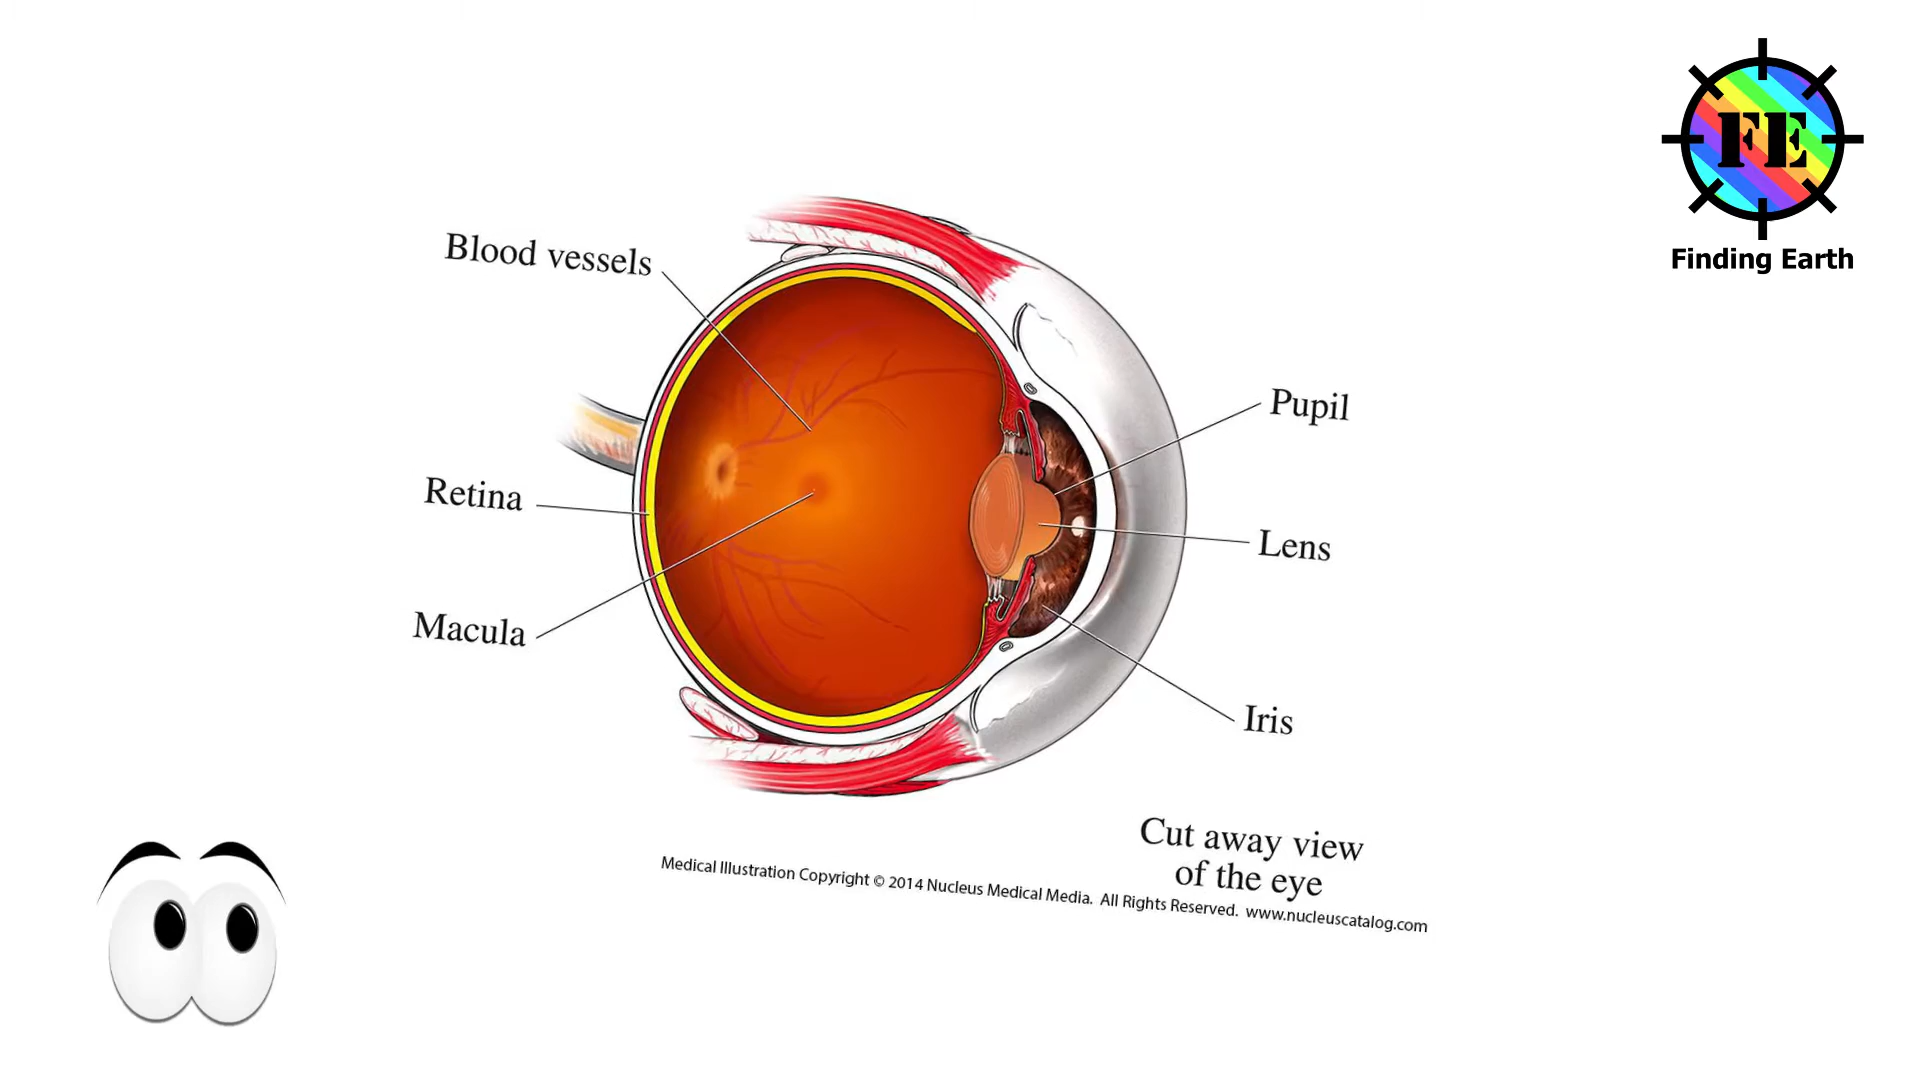 FE
Finding Earth
Blood vessels
Pupil
Retina
Lens
Macula
Iris
Cut away view
of the eye
Medical Illustration Copyright © 2014 Nucleus Medical Media. All Rights Reserved. www.nucleuscatalog.com